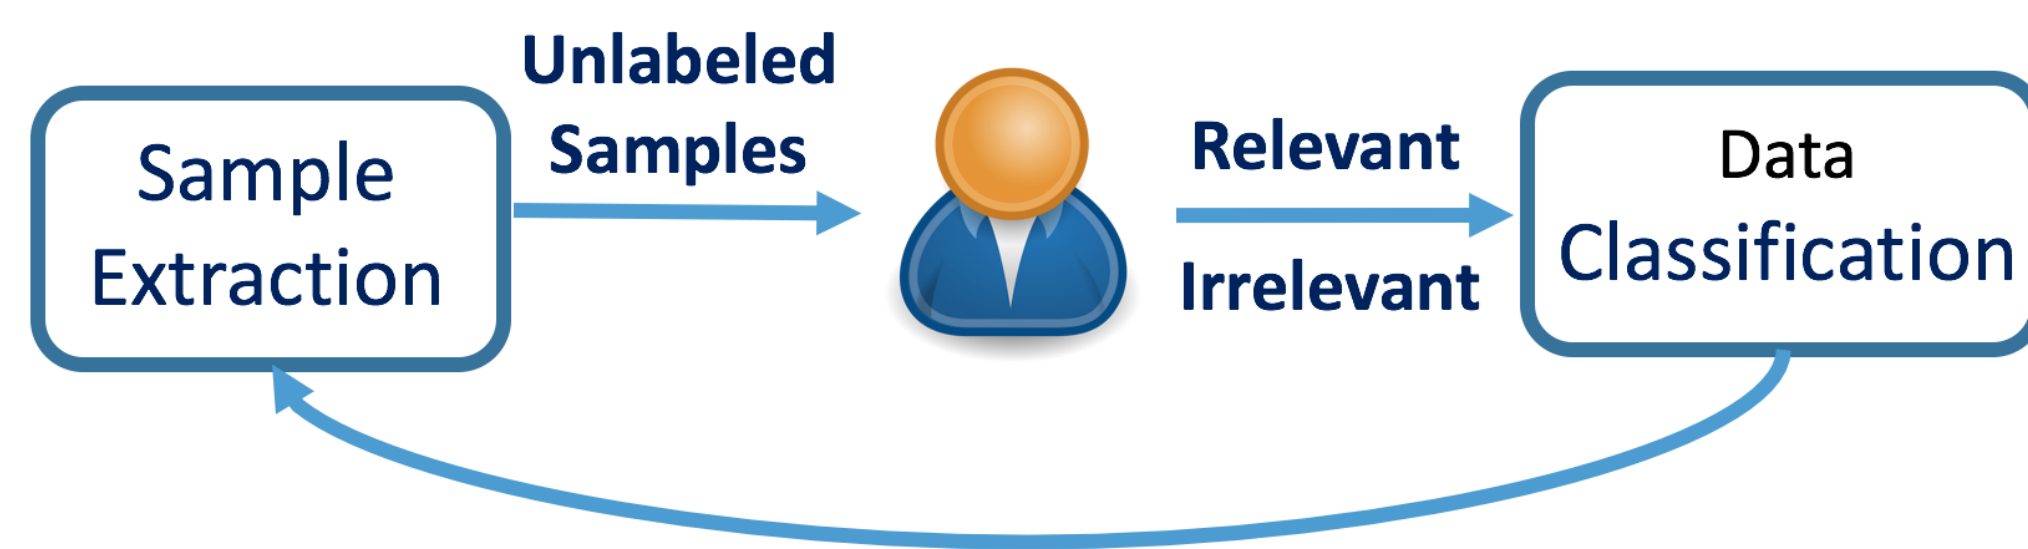 Unlabeled
Samples
Sample
Extraction
Relevant
Irrelevant
Data
Classification